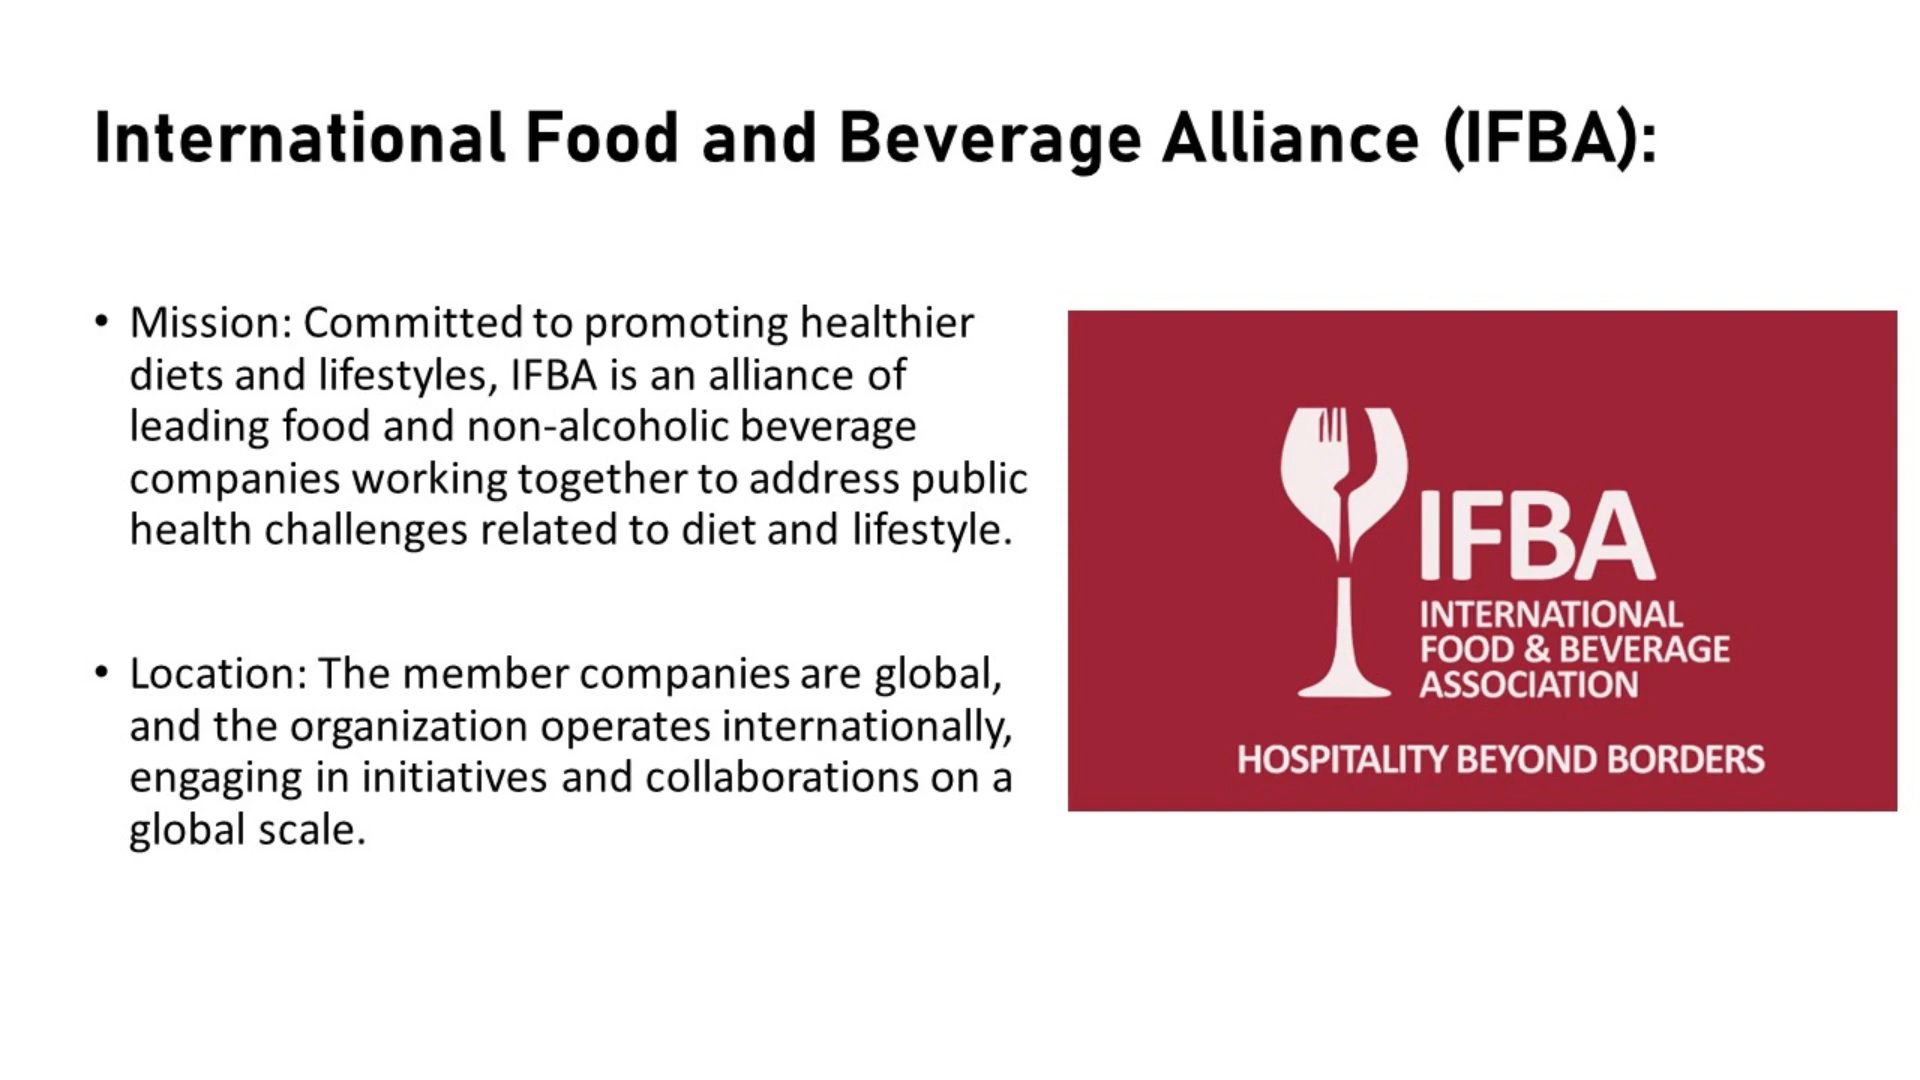 International Food and Beverage Alliance (IFBA):
• Mission: Committed to promoting healthier
diets and lifestyles, IFBA is an alliance of
leading food and non-alcoholic beverage
companies working together to address public
health challenges related to diet and lifestyle.
• Location: The member companies are global,
and the organization operates internationally,
engaging in initiatives and collaborations on a
global scale.
IFBA
INTERNATIONAL
FOOD & BEVERAGE
ASSOCIATION
HOSPITALITY BEYOND BORDERS